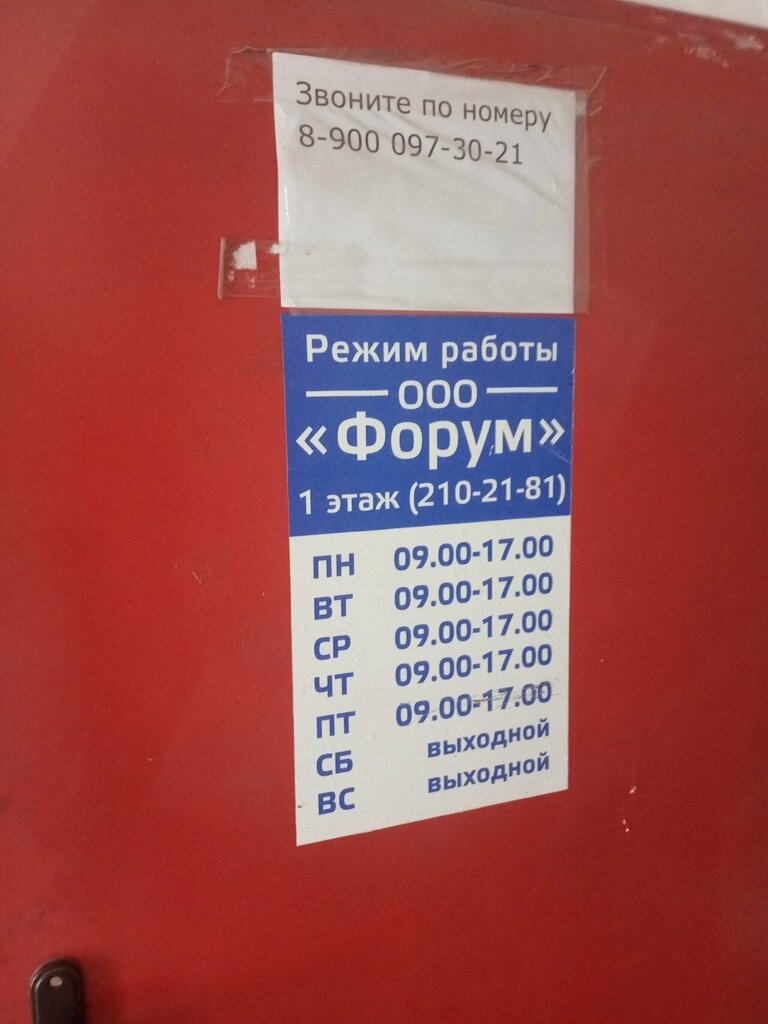 Звоните по номеру
8-900 097-30-21
Режим работы
ООО
«Форум»
1 этаж (210-21-81)
ПН 09.00-17.00
ВТ 09.00-17.00
СР 09.00-17.00
ЧТ 09.00-17.00
ПТ 09.00-17.00
СБ выходной
ВС выходной